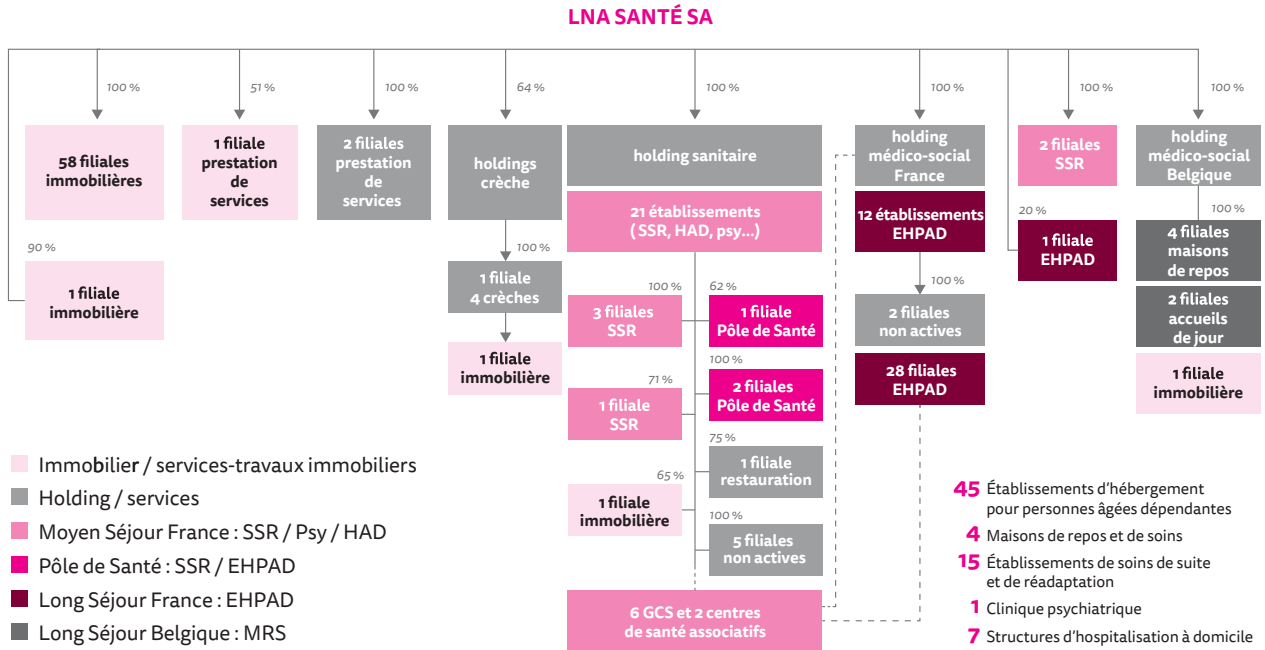 LNA SANTÉ SA
100 %
51 %
100 %
64 %
100 %
100 %
100 %
100 %
58 filiales
immobilières
1 filiale
prestation
de
services
2 filiales
prestation
de
services
holdings
crèche
holding sanitaire
holding
médico-social
France
2 filiales
SSR
holding
médico-social
Belgique
21 établissements
( SSR, HAD, psy...)
12 établissements
EHPAD
20 %
1 filiale
EHPAD
100 %
4 filiales
maisons
de repos
2 filiales
accueils
de jour
1 filiale
immobilière
90 %
1 filiale
immobilière
100 %
1 filiale
4 crèches
1 filiale
immobilière
100 %
3 filiales
SSR
62 %
1 filiale
Pôle de Santé
71 %
1 filiale
SSR
100 %
2 filiales
Pôle de Santé
75 %
1 filiale
restauration
65 %
1 filiale
immobilière
100 %
5 filiales
non actives
6 GCS et 2 centres
de santé associatifs
100 %
2 filiales
non actives
28 filiales
EHPAD
Immobilier / services-travaux immobiliers
Holding / services
Moyen Séjour France : SSR / Psy / HAD
Pôle de Santé : SSR / EHPAD
Long Séjour France : EHPAD
Long Séjour Belgique : MRS
45 Établissements d'hébergement
pour personnes âgées dépendantes
4 Maisons de repos et de soins
15 Établissements de soins de suite
et de réadaptation
1 Clinique psychiatrique
7 Structures d'hospitalisation à domicile